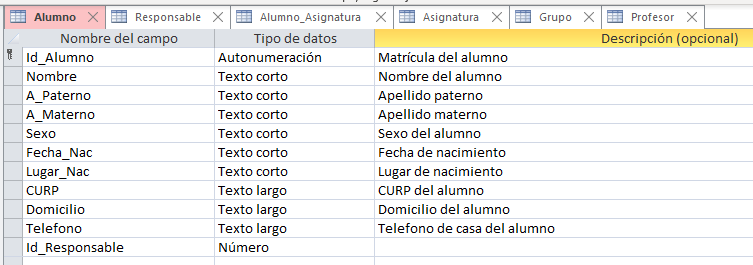 Alumno Responsable Alumno_Asignatura Asignatura Grupo Profesor
Nombre del campo Tipo de datos Descripción (opcional)
Id_Alumno Autonumeración Matrícula del alumno
Nombre Texto corto Nombre del alumno
A_Paterno Texto corto Apellido paterno
A_Materno Texto corto Apellido materno
Sexo Texto corto Sexo del alumno
Fecha_Nac Texto corto Fecha de nacimiento
Lugar_Nac Texto corto Lugar de nacimiento
CURP Texto largo CURP del alumno
Domicilio Texto largo Domicilio del alumno
Telefono Texto largo Telefono de casa del alumno
Id_Responsable Número